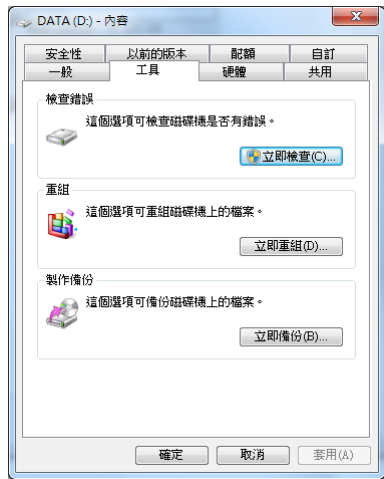 DATA (D:) - 內容
安全性 以前的版本 配額 自訂
一般 工具 硬體 共用
檢查錯誤
這個選項可檢查磁碟機是否有錯誤。
立即檢查(C)...
重組
這個選項可重組磁碟機上的檔案。
立即重組(D)...
製作備份
這個選項可備份磁碟機上的檔案。
立即備份(B)...
確定 取消 套用(A)